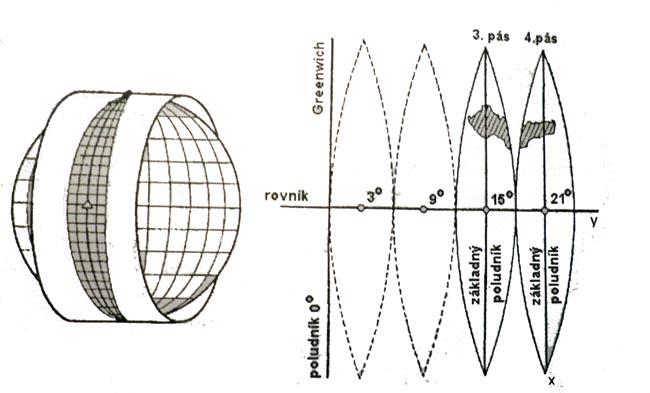 3. pás 4.pás
Greenwich
rovník
3°
9°
15°
21°
y
základný
poludník
základný
poludník
poludník 0°
x